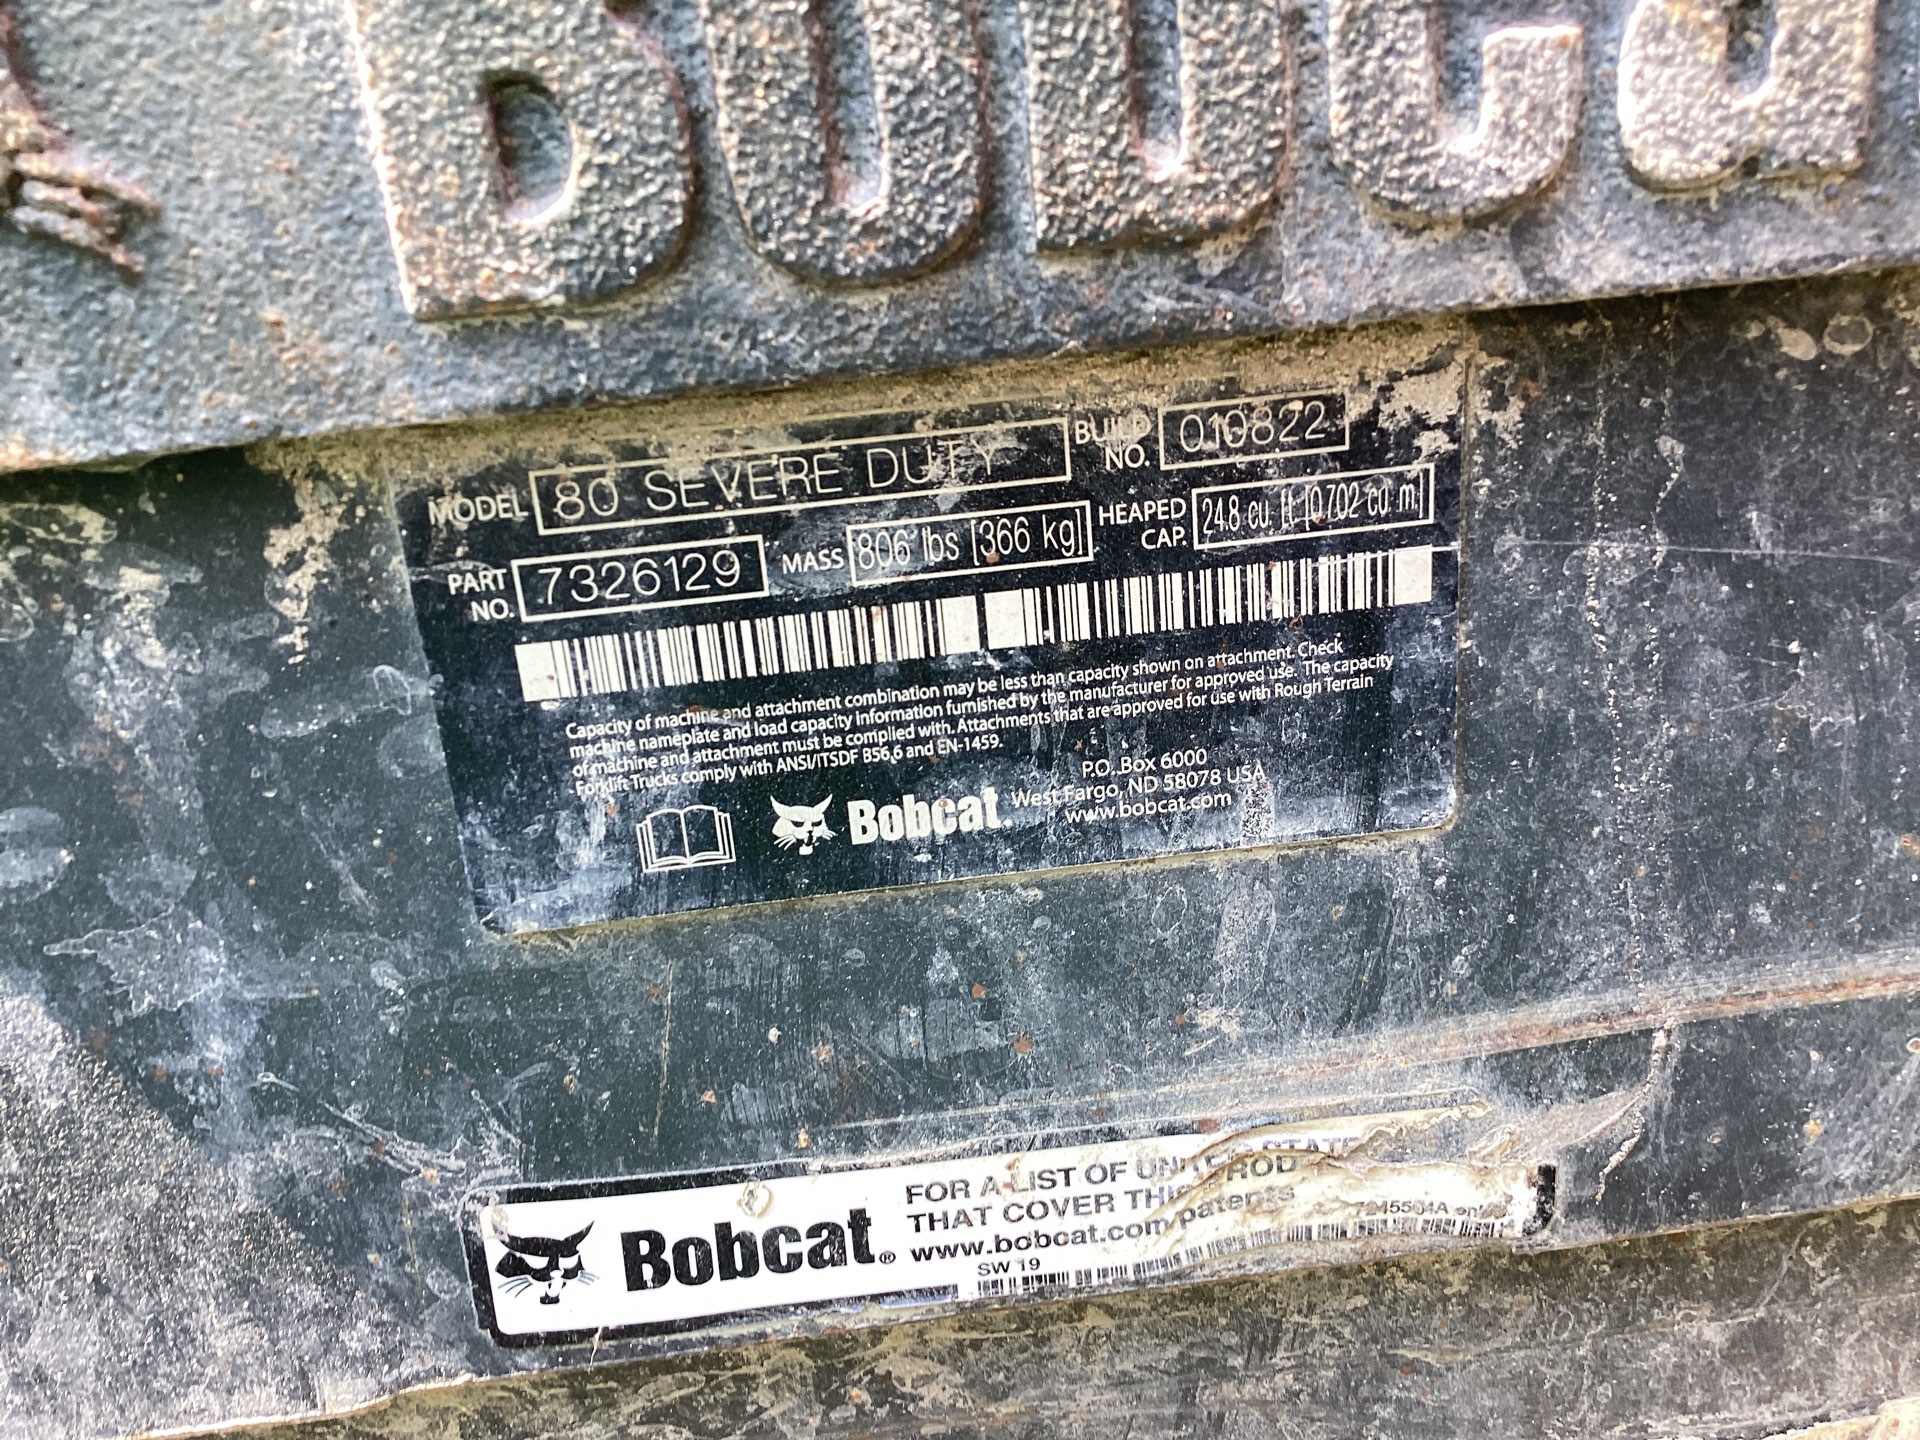 Bobca
MODEL 80 SEVERE DUTY BUILD NO. 010822
PART NO. 7326129 MASS 806 lbs [366 kg] HEAPED CAP. 24.8 cu. ft [0.702 cd m.]
Capacity of machine and attachment combination may be less than capacity shown on attachment. Check
machine nameplate and load capacity information furnished by the manufacturer for approved use. The capacity
of machine and attachment must be complied with. Attachments that are approved for use with Rough Terrain
Forklift Trucks comply with ANSI/ITSDF B56.6 and EN-1459.
Bobcat.
P.O. Box 6000
West Fargo, ND 58078 USA
www.bobcat.com
Bobcat®
FOR A LIST OF STATE
THAT COVER ROD
www.bobcat.com patents
SW 19